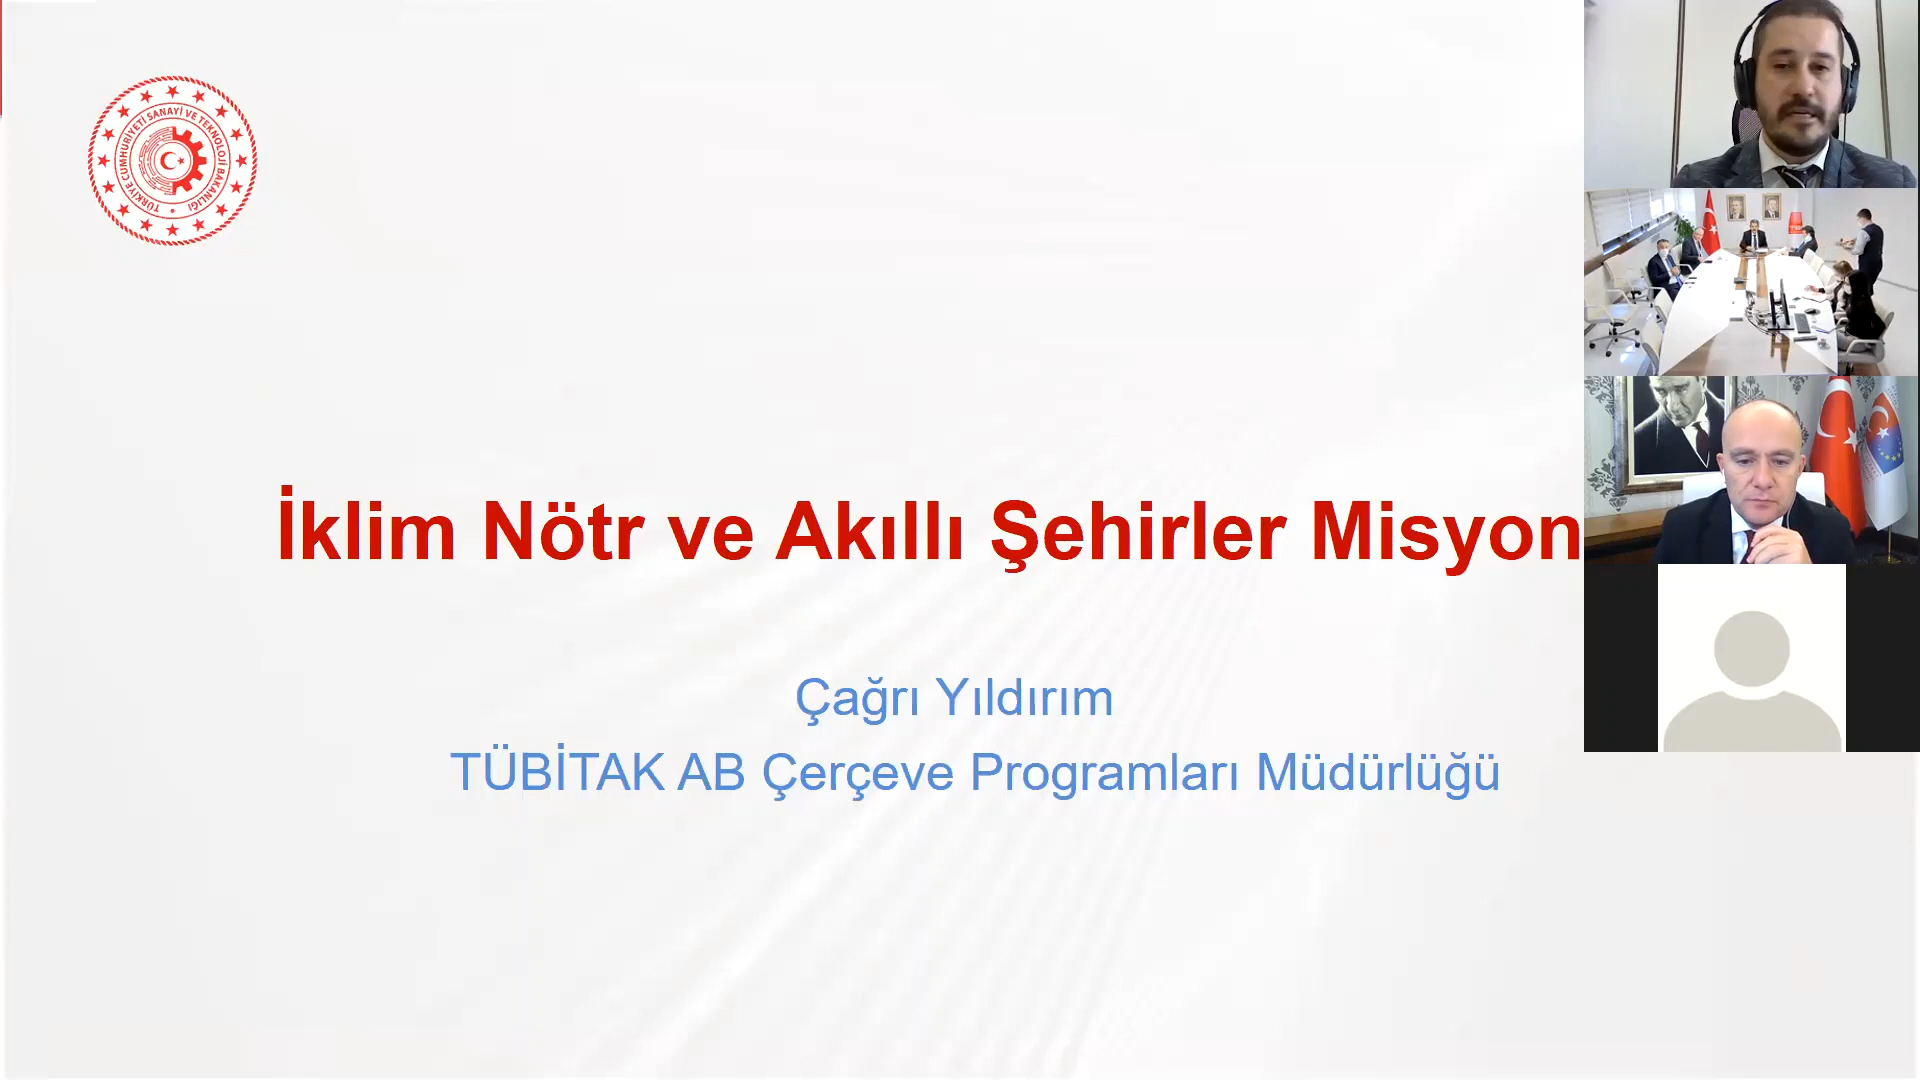 TÜRKİYE CUMHURİYETİ SANAYİ VE TEKNOLOJİ BAKANLIĞI
İklim Nötr ve Akıllı Şehirler Misyon
Çağrı Yıldırım
TÜBİTAK AB Çerçeve Programları Müdürlüğü